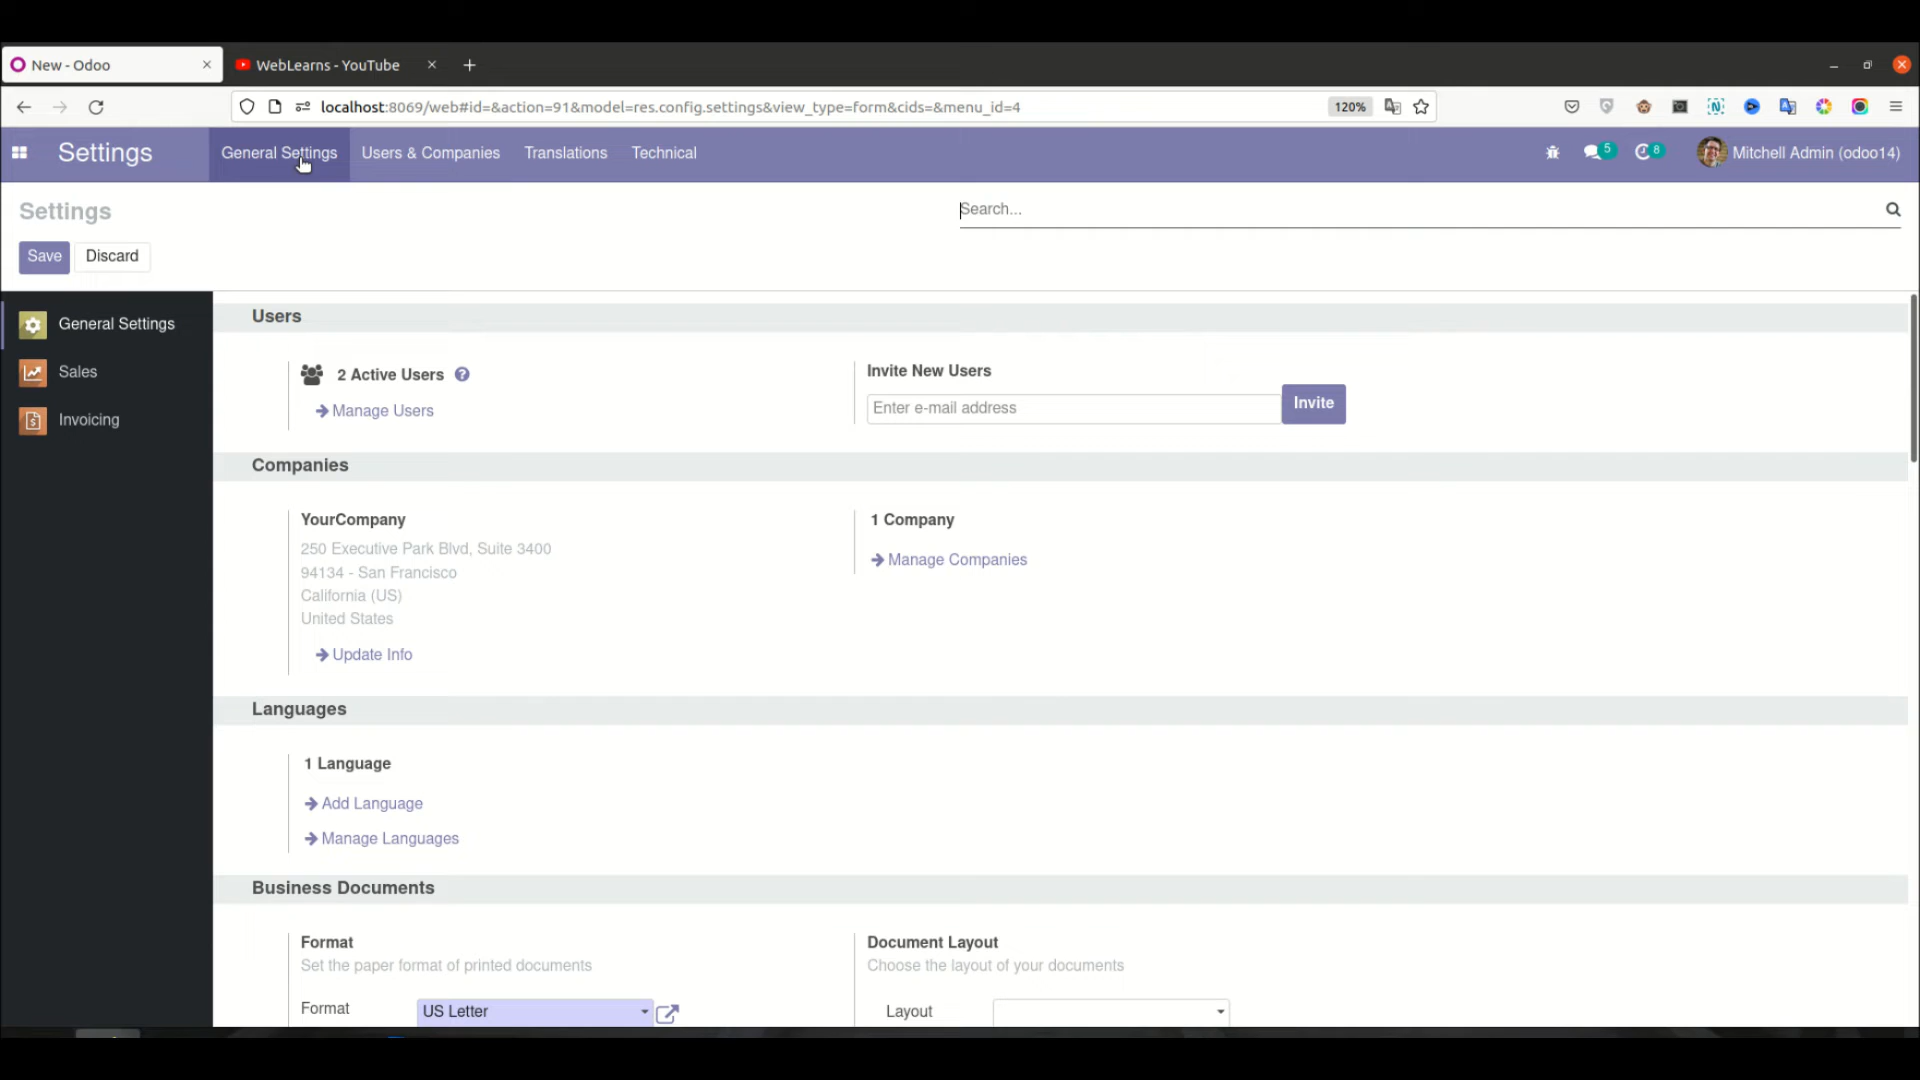 New - Odoo
WebLearns - YouTube
localhost:8069/web#id=&action=91&model=res.config.settings&view_type=form&cids=&menu_id=4
120%
Settings
General Settings
Users & Companies
Translations
Technical
5
8
Mitchell Admin (odoo14)
Settings
Search...
Save
Discard
General Settings
Sales
Invoicing
Users
2 Active Users
Manage Users
Invite New Users
Enter e-mail address
Invite
Companies
YourCompany
250 Executive Park Blvd, Suite 3400
94134 - San Francisco
California (US)
United States
Update Info
1 Company
Manage Companies
Languages
1 Language
Add Language
Manage Languages
Business Documents
Format
Set the paper format of printed documents
Format
US Letter
Document Layout
Choose the layout of your documents
Layout